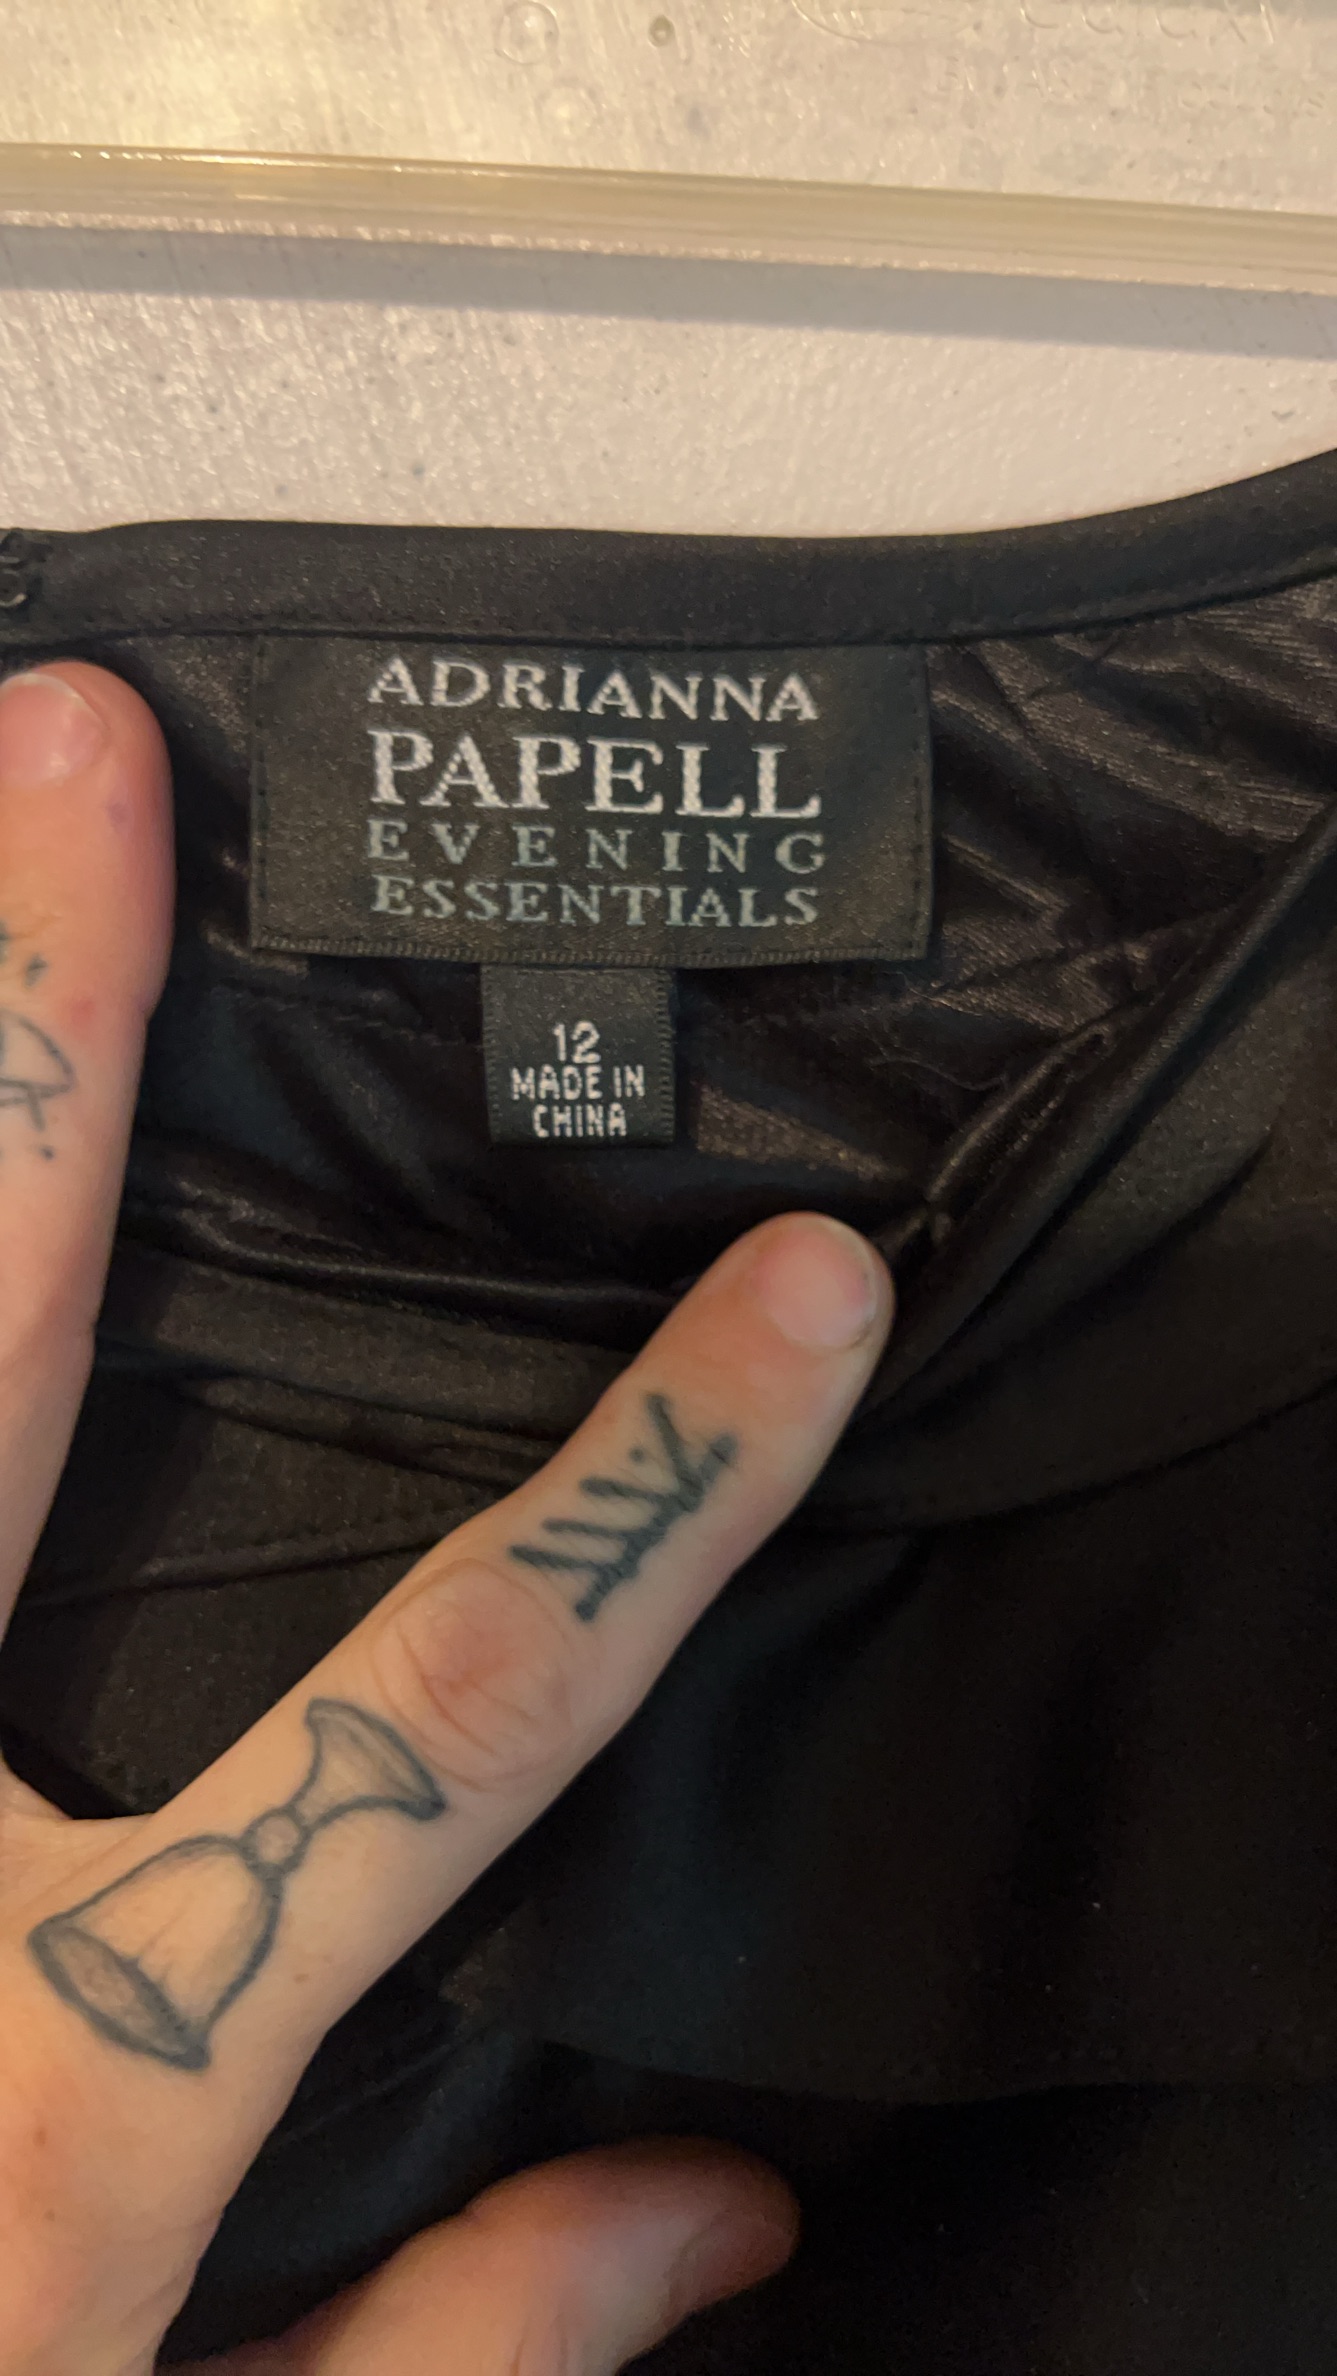 ADRIANNA
PAPELL
EVENING
ESSENTIALS
12
MADE IN
CHINA